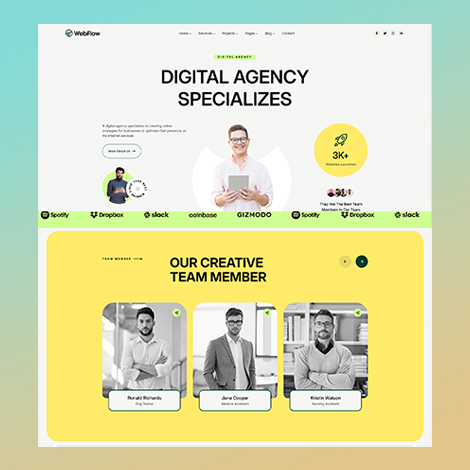 WebFlow
Home Services Projects Pages Blog Contact
DIGITAL AGENCY
DIGITAL AGENCY
SPECIALIZES
A digital agency specializes in creating online
strategies for businesses to optimize their presence on
the internet services
More About Us
3K+
Websites Launched
They Are The Best Team
Members In Our Team
Spotify Dropbox slack coinbase GIZMODO Spotify Dropbox slack
TEAM MEMBER
OUR CREATIVE
TEAM MEMBER
Ronald Richards
Dog Trainer
Jane Cooper
Medical Assistant
Kristin Watson
Nursing Assistant